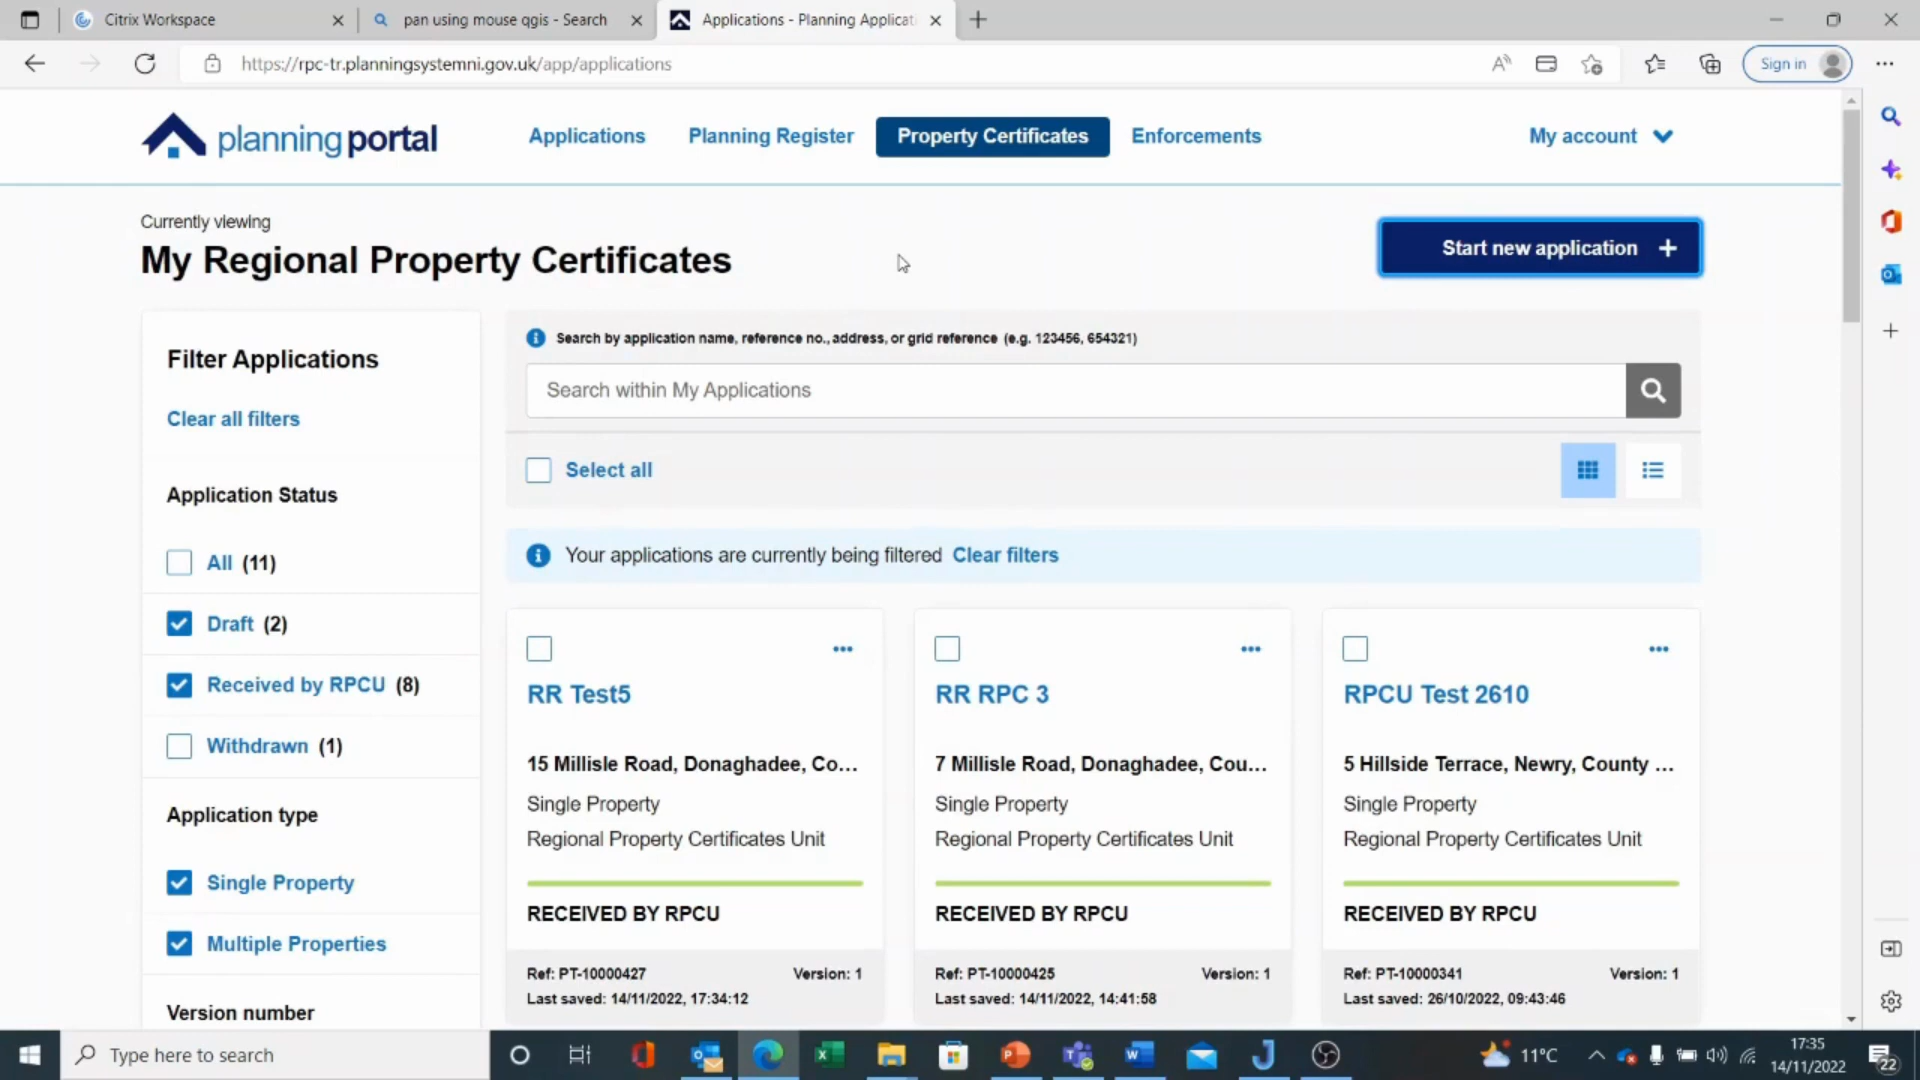 Citrix Workspace
pan using mouse qgis - Search
Applications - Planning Applicat
https://rpc-tr.planningsystemni.gov.uk/app/applications
Sign in
planningportal
Applications
Planning Register
Property Certificates
Enforcements
My account
Currently viewing
My Regional Property Certificates
Start new application +
Filter Applications
Clear all filters
Application Status
All (11)
Draft (2)
Received by RPCU (8)
Withdrawn (1)
Application type
Single Property
Multiple Properties
Version number
Search by application name, reference no., address, or grid reference (e.g. 123456, 654321)
Search within My Applications
Select all
Your applications are currently being filtered Clear filters
RR Test5
15 Millisle Road, Donaghadee, Co...
Single Property
Regional Property Certificates Unit
RECEIVED BY RPCU
Ref: PT-10000427 Version: 1
Last saved: 14/11/2022, 17:34:12
RR RPC 3
7 Millisle Road, Donaghadee, Cou...
Single Property
Regional Property Certificates Unit
RECEIVED BY RPCU
Ref: PT-10000425 Version: 1
Last saved: 14/11/2022, 14:41:58
RPCU Test 2610
5 Hillside Terrace, Newry, County ...
Single Property
Regional Property Certificates Unit
RECEIVED BY RPCU
Ref: PT-10000341 Version: 1
Last saved: 26/10/2022, 09:43:46
Type here to search
11°C
17:35
14/11/2022
22